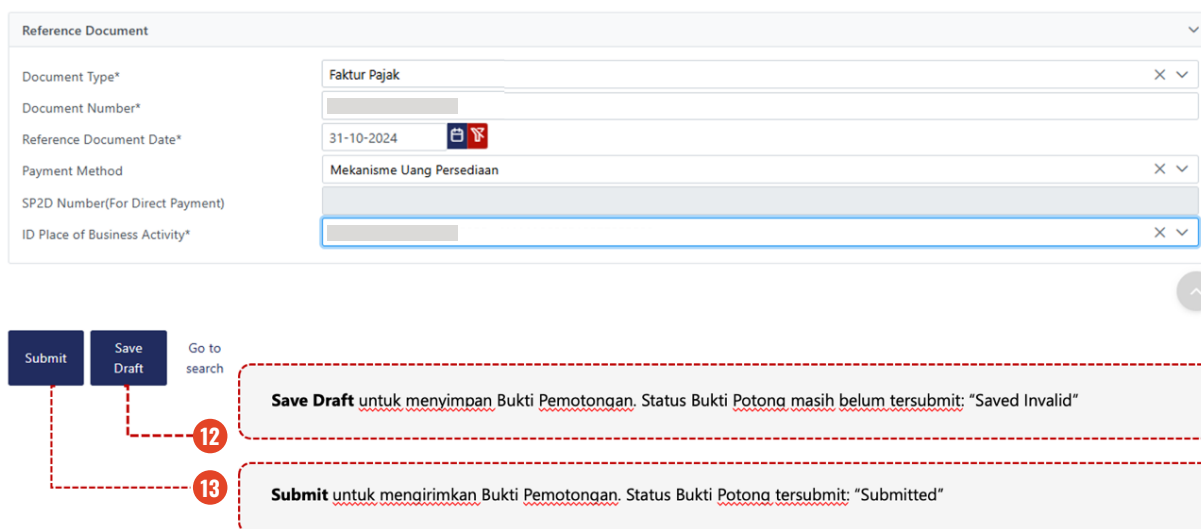 Reference Document
Document Type* Faktur Pajak
Document Number*
Reference Document Date* 31-10-2024
Payment Method Mekanisme Uang Persediaan
SP2D Number(For Direct Payment)
ID Place of Business Activity*
Submit
Save
Draft
Go to
search
Save Draft untuk menyimpan Bukti Pemotongan. Status Bukti Potong masih belum tersubmit: “Saved Invalid”
12
13
Submit untuk mengirimkan Bukti Pemotongan. Status Bukti Potong tersubmit: “Submitted”